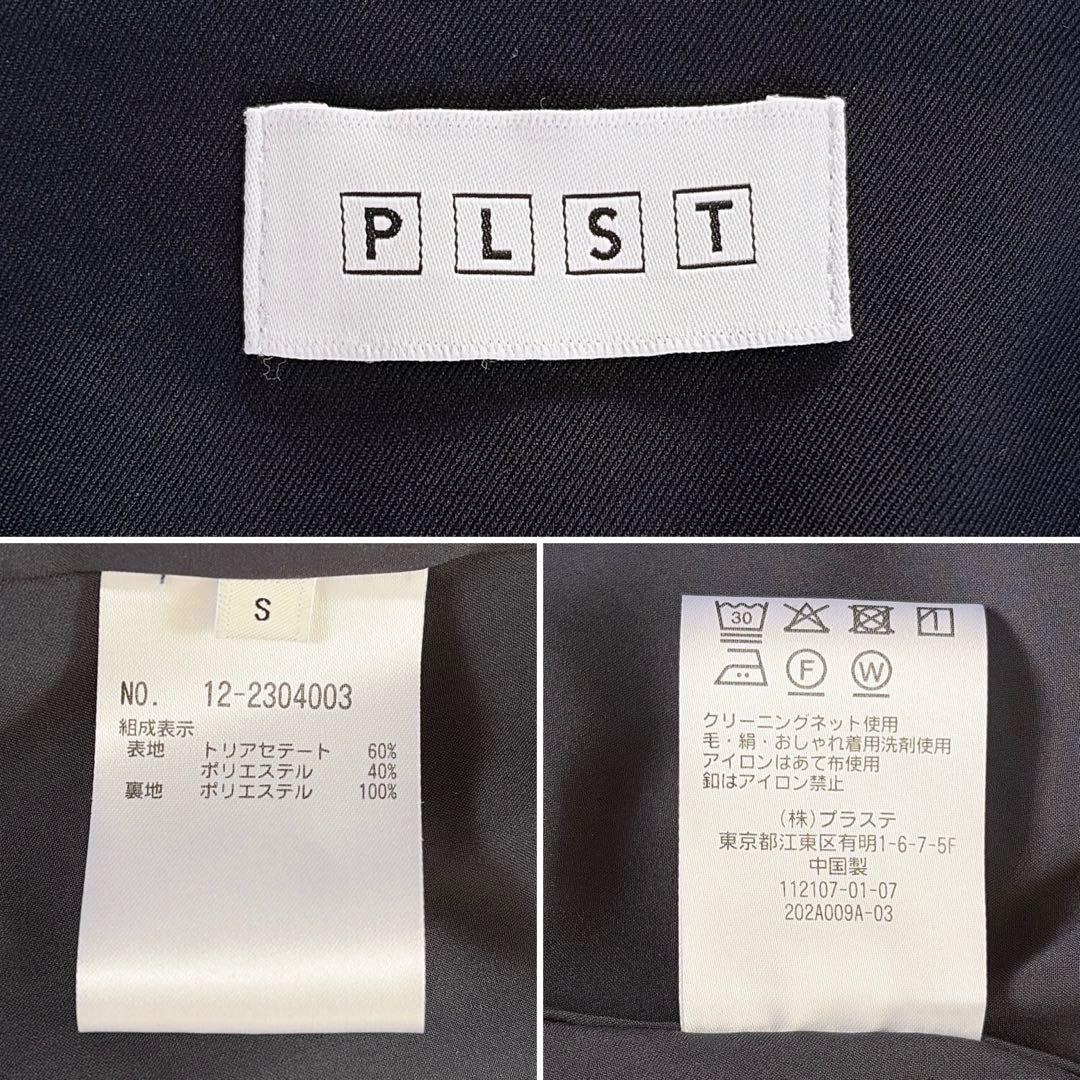 PLST
S
NO. 12-2304003
組成表示
表地 トリアセテート 60%
ポリエステル 40%
裏地 ポリエステル 100%
30 1
F W
クリーニングネット使用
毛・絹・おしゃれ着用洗剤使用
アイロンはあて布使用
釦はアイロン禁止
(株)プラステ
東京都江東区有明1-6-7-5F
中国製
112107-01-07
202A009A-03